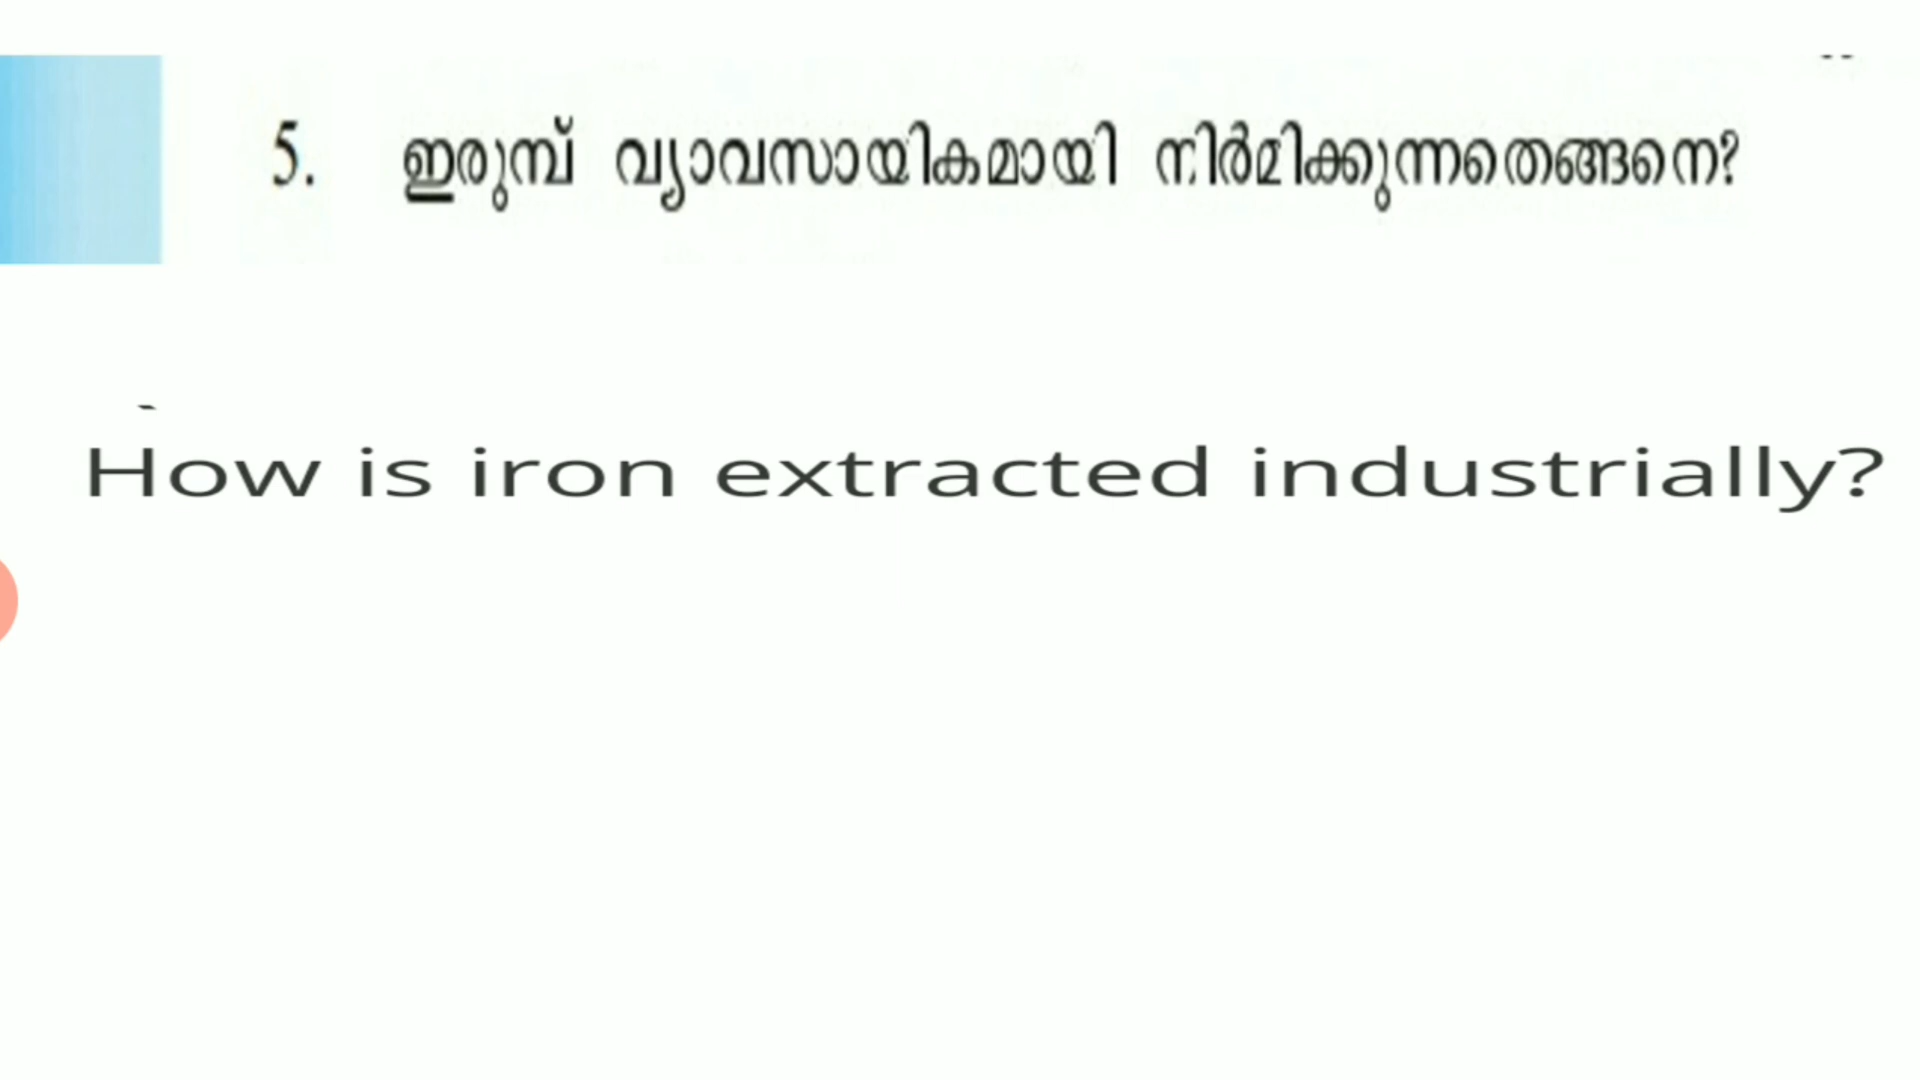 5. ഇരുമ്പ് വ്യാവസായികമായി നിർമിക്കുന്നതെങ്ങനെ?
How is iron extracted industrially?